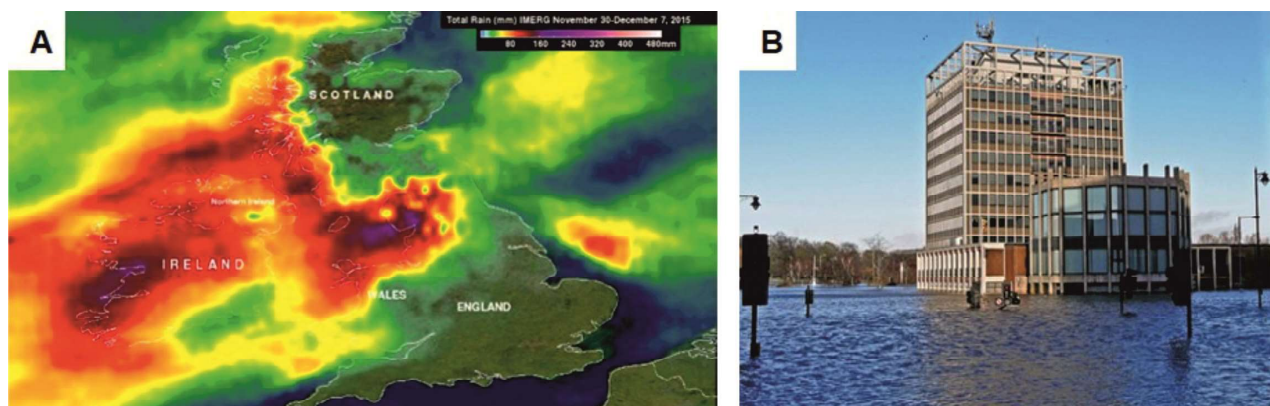 A
Total Rain (mm) IMERG November 30-December 7, 2015
80 160 240 320 400 480mm
SCOTLAND
Northern Ireland
IRELAND
WALES
ENGLAND
B